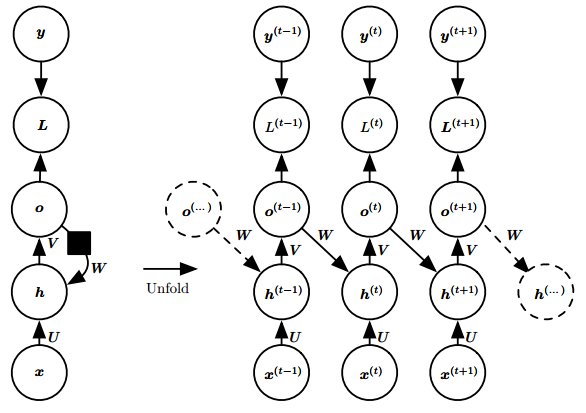 y y^(t−1) y^(t) y^(t+1)
L L^(t−1) L^(t) L^(t+1)
o o^(...) o^(t−1) o^(t) o^(t+1)
V W W V W V V W
h Unfold h^(t−1) h^(t) h^(t+1) h^(...)
U U U U
x x^(t−1) x^(t) x^(t+1)